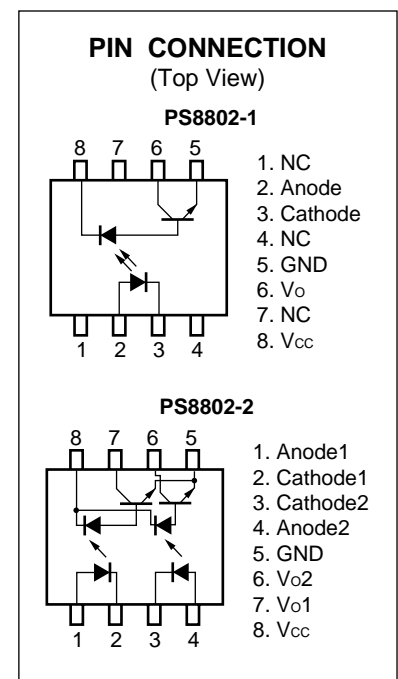 PIN CONNECTION
(Top View)
PS8802-1
8 7 6 5
1. NC
2. Anode
3. Cathode
4. NC
5. GND
6. Vo
7. NC
8. Vcc
1 2 3 4
PS8802-2
8 7 6 5
1. Anode1
2. Cathode1
3. Cathode2
4. Anode2
5. GND
6. Vo2
7. Vo1
8. Vcc
1 2 3 4